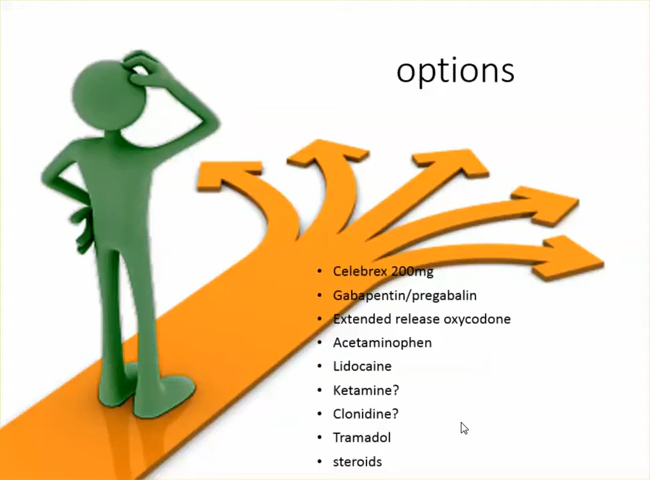 options
• Celebrex 200mg
• Gabapentin/pregabalin
• Extended release oxycodone
• Acetaminophen
• Lidocaine
• Ketamine?
• Clonidine?
• Tramadol
• steroids